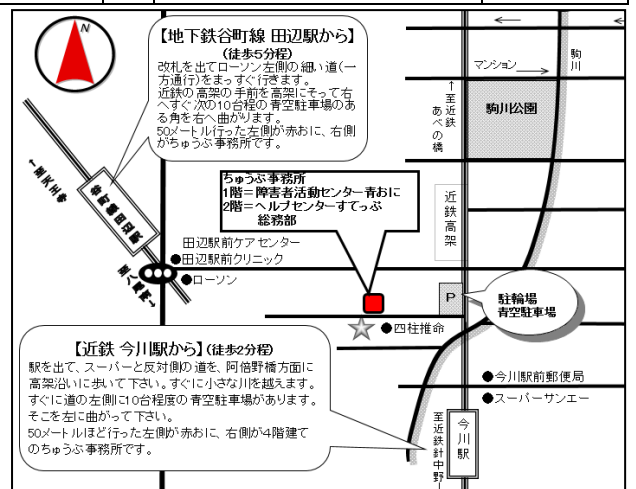 【地下鉄谷町線 田辺駅から】
(徒歩5分程)
改札を出てローソン左側の細い道(一
方通行)をまっすぐ行きます。
近鉄の高架の手前を高架にそって右
へすぐ次の10台程の青空駐車場のあ
る角を右へ曲がります。
50メートル行った左側が赤おに、右側
がちゅうぶ事務所です。
マンション
駒川
↑至近鉄
あべの橋
駒川公園
←至天王寺
谷町線田辺駅
至八尾南→
ちゅうぶ事務所
1階=障害者活動センター青おに
2階=ヘルプセンターすてっぷ
総務部
近鉄高架
田辺駅前ケアセンター
●田辺駅前クリニック
●ローソン
P
駐輪場
青空駐車場
●四柱推命
【近鉄 今川駅から】(徒歩2分程)
駅を出て、スーパーと反対側の道を、阿倍野橋方面に
高架沿いに歩いて下さい。すぐに小さな川を越えます。
すぐに道の左側に10台程度の青空駐車場があります。
そこを左に曲がって下さい。
50メートルほど行った左側が赤おに、右側が4階建て
のちゅうぶ事務所です。
●今川駅前郵便局
●スーパーサンエー
今川駅
至近鉄針中野→